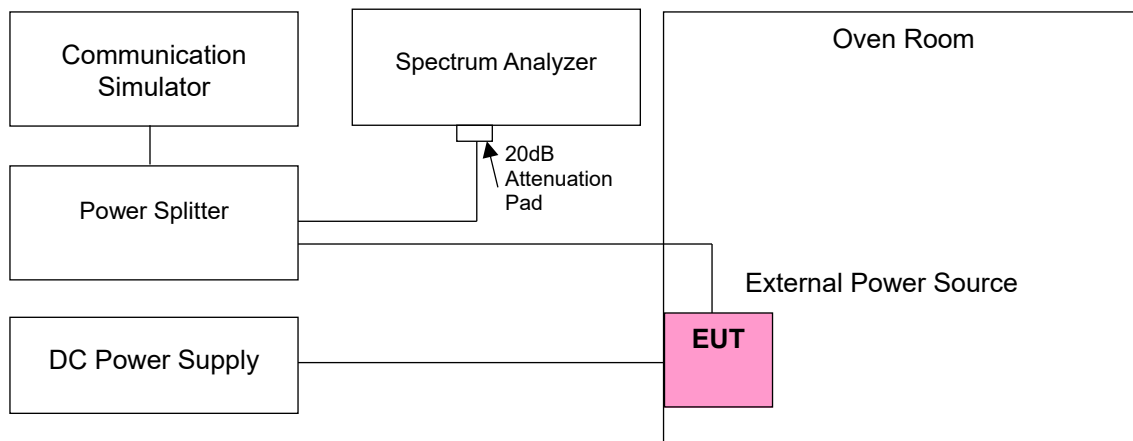 Communication
Simulator
Spectrum Analyzer
Oven Room
20dB
Attenuation
Pad
Power Splitter
External Power Source
EUT
DC Power Supply